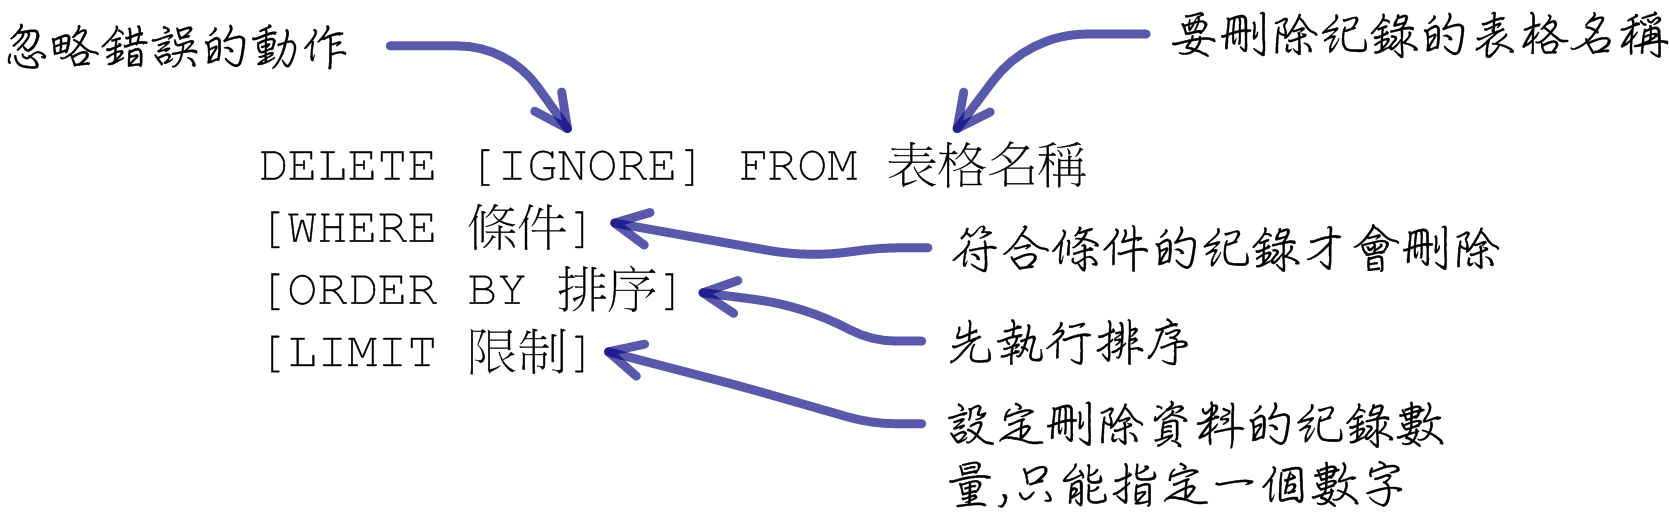 忽略錯誤的動作
要刪除紀錄的表格名稱
DELETE [IGNORE] FROM 表格名稱
[WHERE 條件]
符合條件的紀錄才會刪除
[ORDER BY 排序]
先執行排序
[LIMIT 限制]
設定刪除資料的紀錄數
量,只能指定一個數字